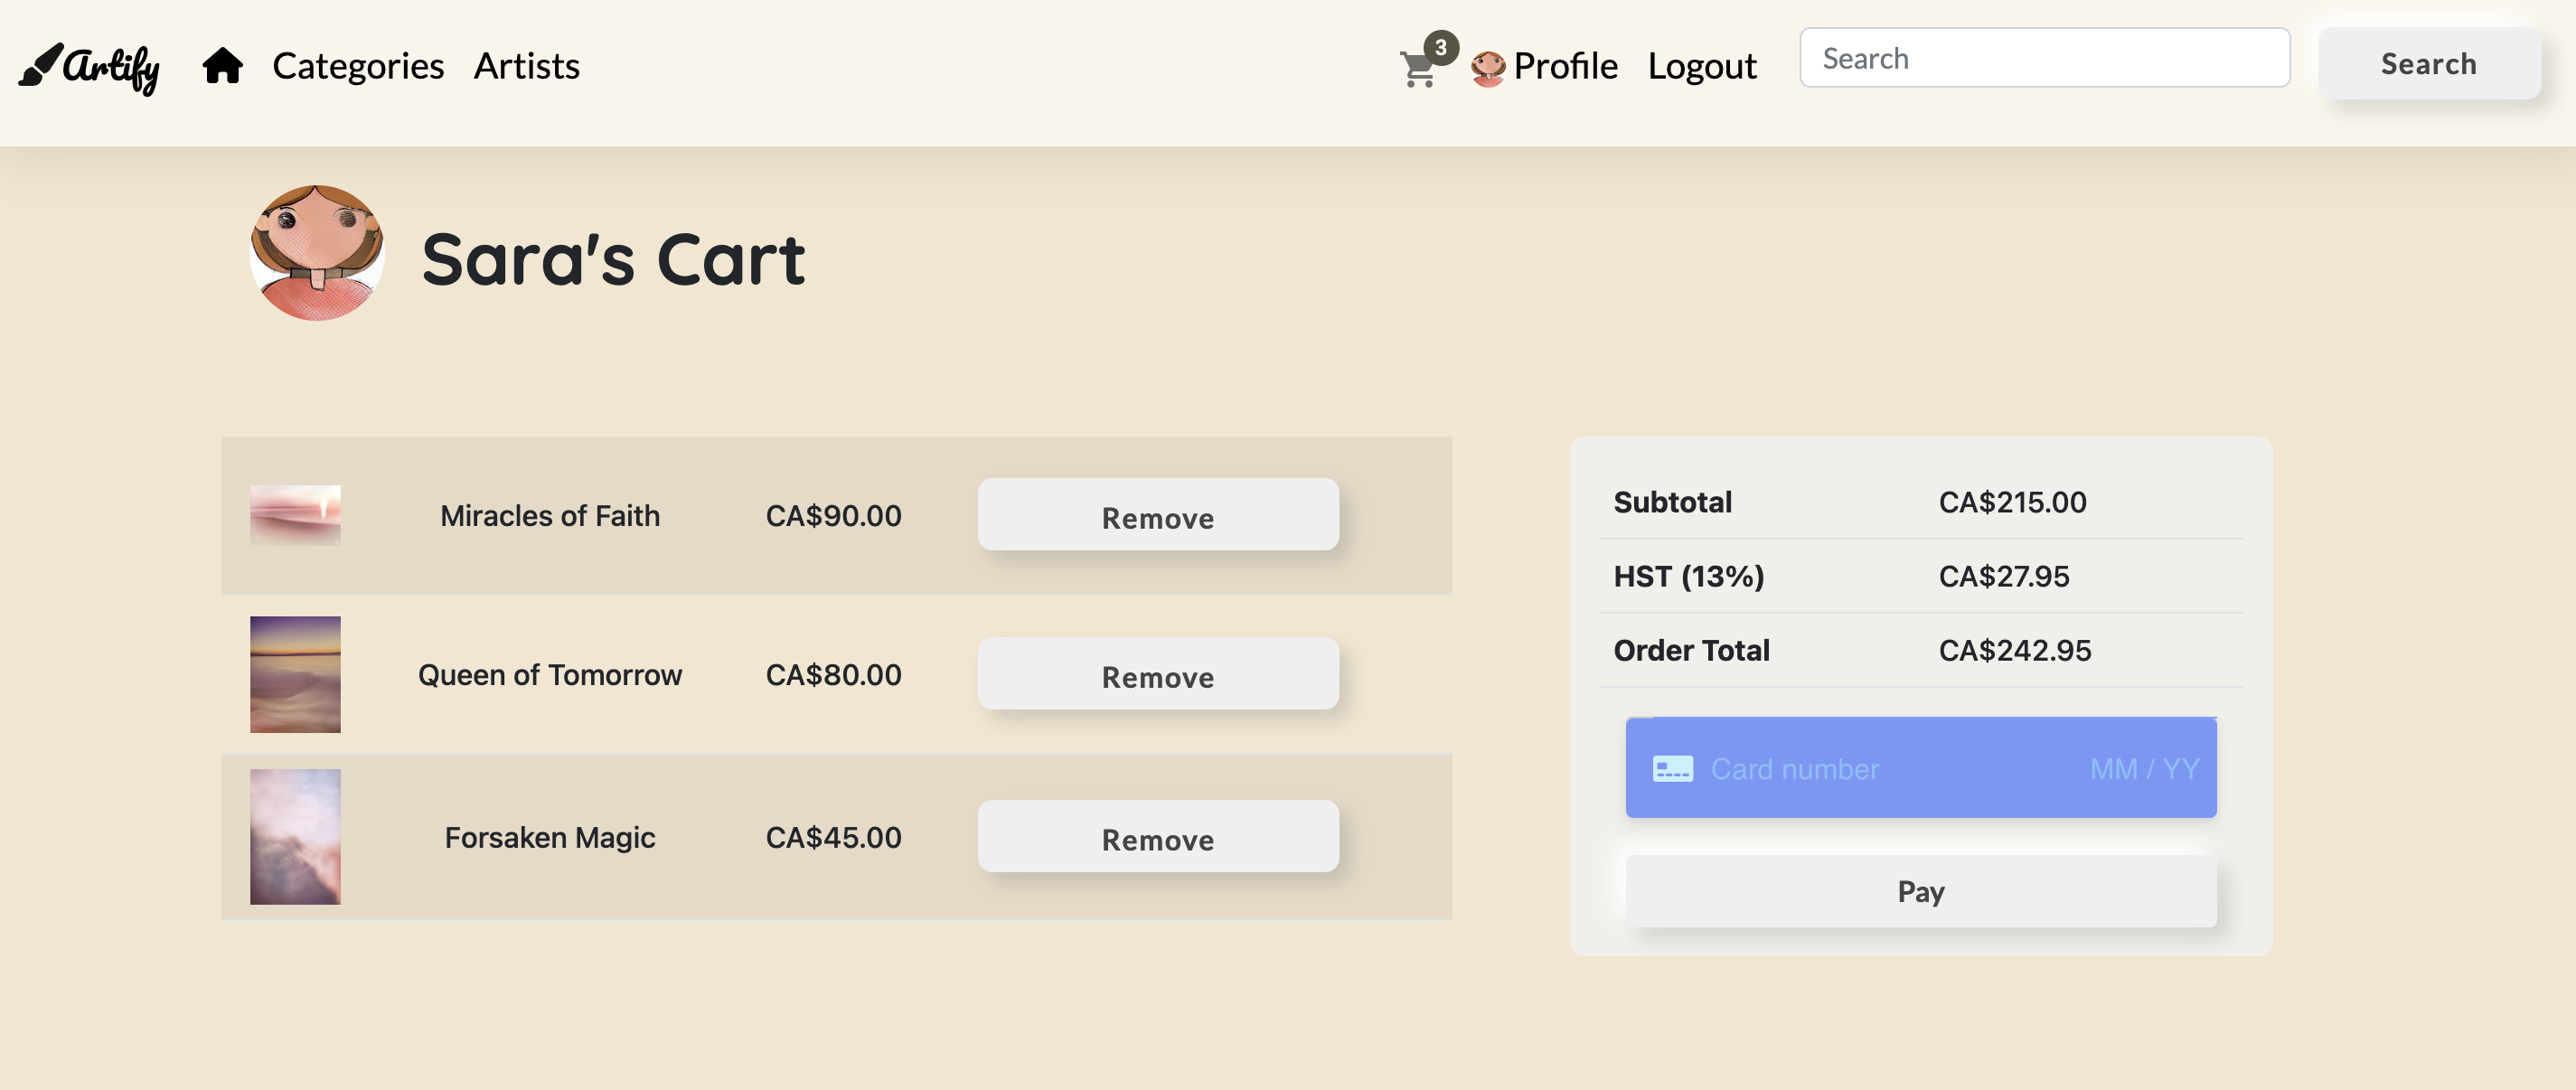 Artify Categories Artists 3 Profile Logout Search Search
Sara's Cart
Miracles of Faith CA$90.00 Remove
Queen of Tomorrow CA$80.00 Remove
Forsaken Magic CA$45.00 Remove
Subtotal CA$215.00
HST (13%) CA$27.95
Order Total CA$242.95
Card number MM / YY
Pay